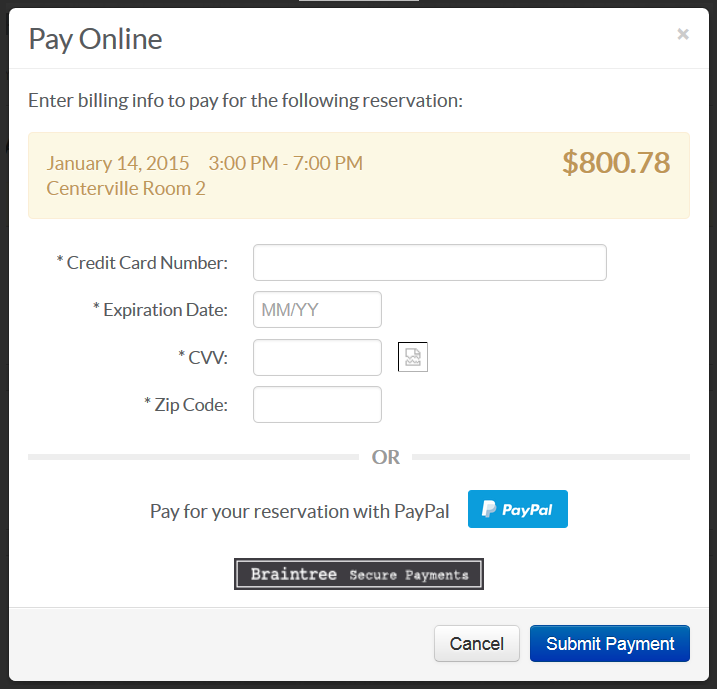 Pay Online ×
Enter billing info to pay for the following reservation:
January 14, 2015 3:00 PM - 7:00 PM $800.78
Centerville Room 2
* Credit Card Number:
* Expiration Date: MM/YY
* CVV:
* Zip Code:
OR
Pay for your reservation with PayPal PayPal
Braintree Secure Payments
Cancel Submit Payment